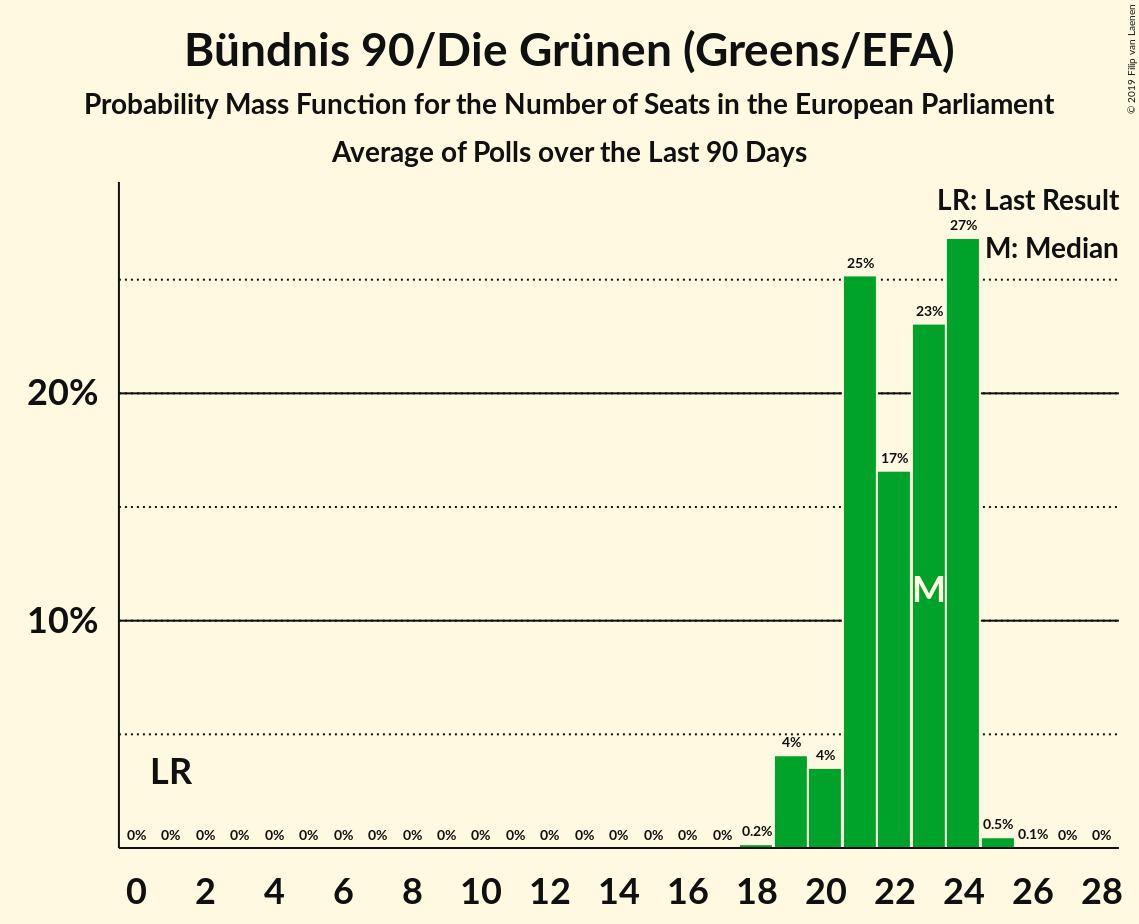 Bündnis 90/Die Grünen (Greens/EFA)
Probability Mass Function for the Number of Seats in the European Parliament
Average of Polls over the Last 90 Days
© 2019 Filip van Laenen
LR: Last Result
M: Median
27%
25%
23%
20%
17%
M
10%
4%
4%
LR
0% 0% 0% 0% 0% 0% 0% 0% 0% 0% 0% 0% 0% 0% 0% 0% 0% 0% 0.2% 0.5% 0.1% 0% 0%
0 2 4 6 8 10 12 14 16 18 20 22 24 26 28